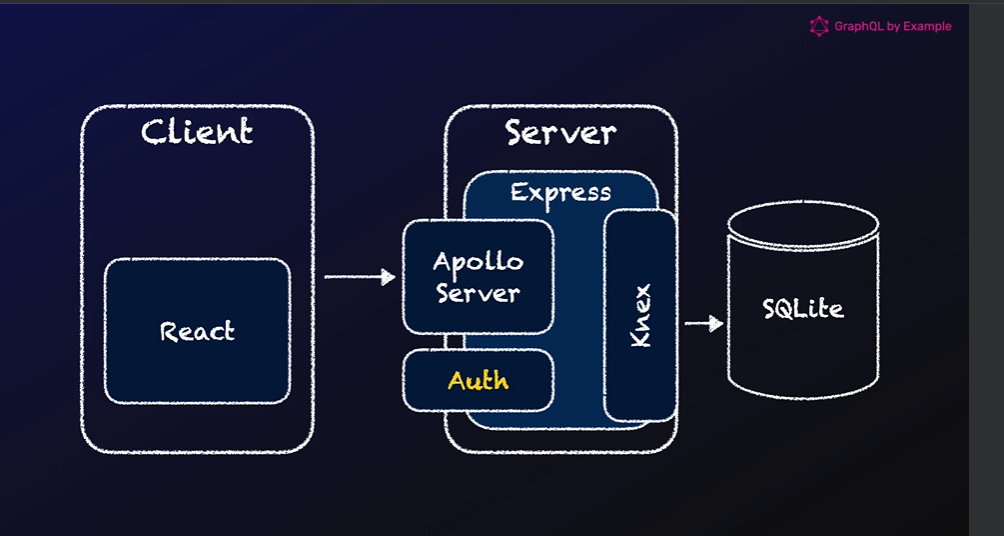 GraphQL by Example
Client
React
Server
Express
Apollo
Server
Auth
Knex
SQLite